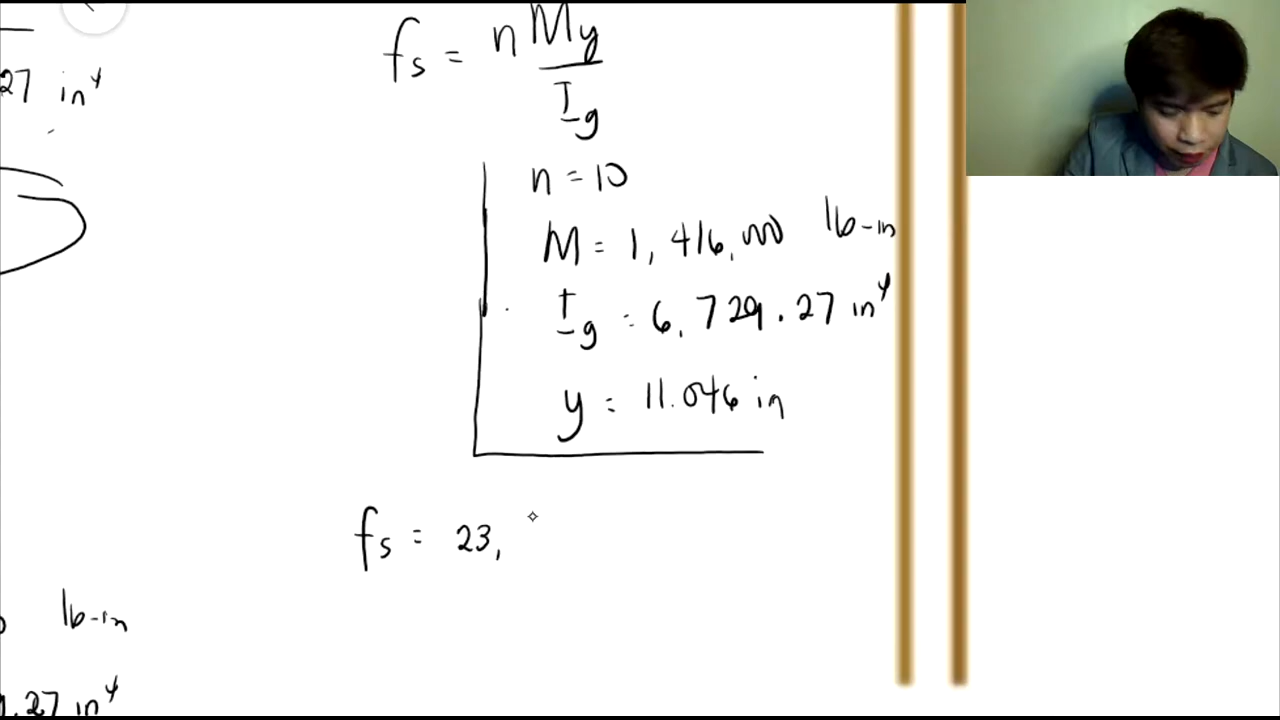 27 in⁴
fs = n My
Ig
n = 10
M = 1,416,000 lb-in
Ig = 6,729.27 in⁴
y = 11.046 in
fs = 23,
lb-in
.27 in⁴